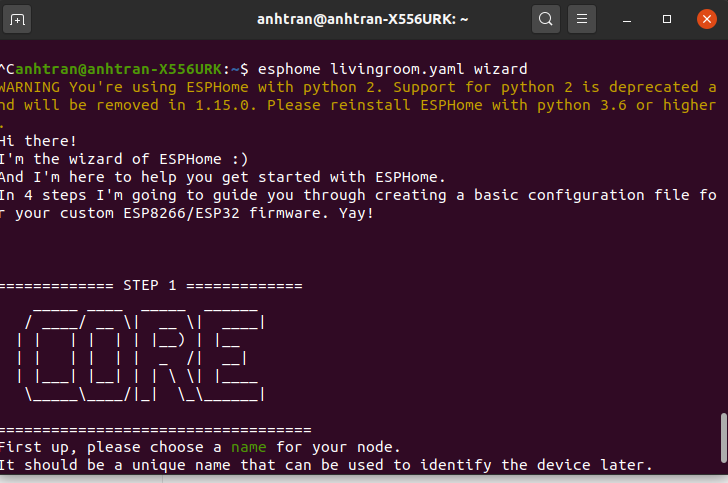 anhtran@anhtran-X556URK: ~
^Canhtran@anhtran-X556URK:~$ esphome livingroom.yaml wizard
WARNING You're using ESPHome with python 2. Support for python 2 is deprecated a
nd will be removed in 1.15.0. Please reinstall ESPHome with python 3.6 or higher
.
Hi there!
I'm the wizard of ESPHome :)
And I'm here to help you get started with ESPHome.
In 4 steps I'm going to guide you through creating a basic configuration file fo
r your custom ESP8266/ESP32 firmware. Yay!
============= STEP 1 =============
CORE
===================================
First up, please choose a name for your node.
It should be a unique name that can be used to identify the device later.